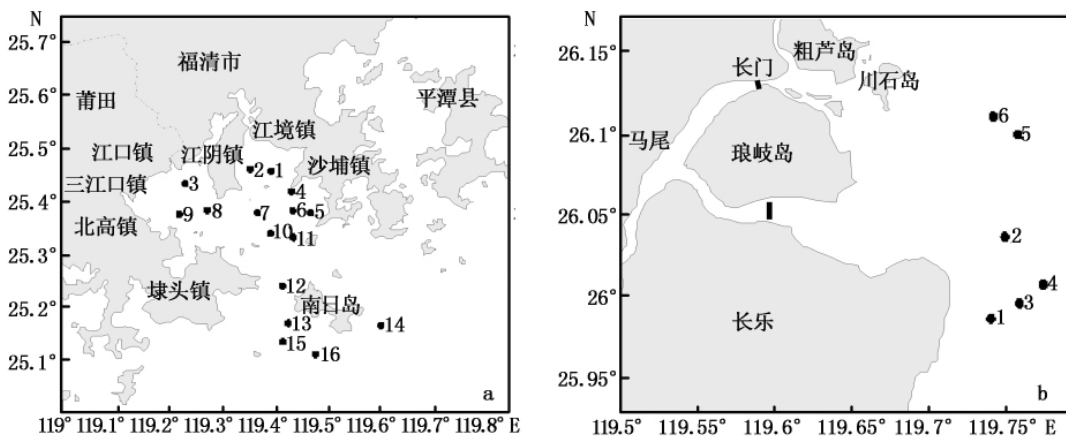 N
25.7°
25.6°
25.5°
25.4°
25.3°
25.2°
25.1°
福清市
莆田
平潭县
江境镇
江口镇
江阴镇
沙埔镇
三江口镇
北高镇
埭头镇
南日岛
2
1
3
4
6
5
7
8
9
10
11
12
13
14
15
16
a
119°
119.1°
119.2°
119.3°
119.4°
119.5°
119.6°
119.7°
119.8°
E
N
26.15°
26.1°
26.05°
26°
25.95°
粗芦岛
长门
川石岛
马尾
琅岐岛
长乐
6
5
2
4
3
1
b
119.5°
119.55°
119.6°
119.65°
119.7°
119.75°
E